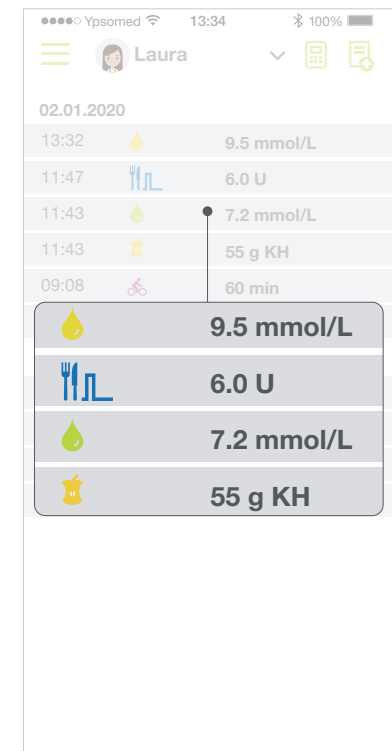 Ypsomed 13:34 100%
Laura
02.01.2020
13:32 9.5 mmol/L
11:47 6.0 U
11:43 7.2 mmol/L
11:43 55 g KH
09:08 60 min
9.5 mmol/L
6.0 U
7.2 mmol/L
55 g KH